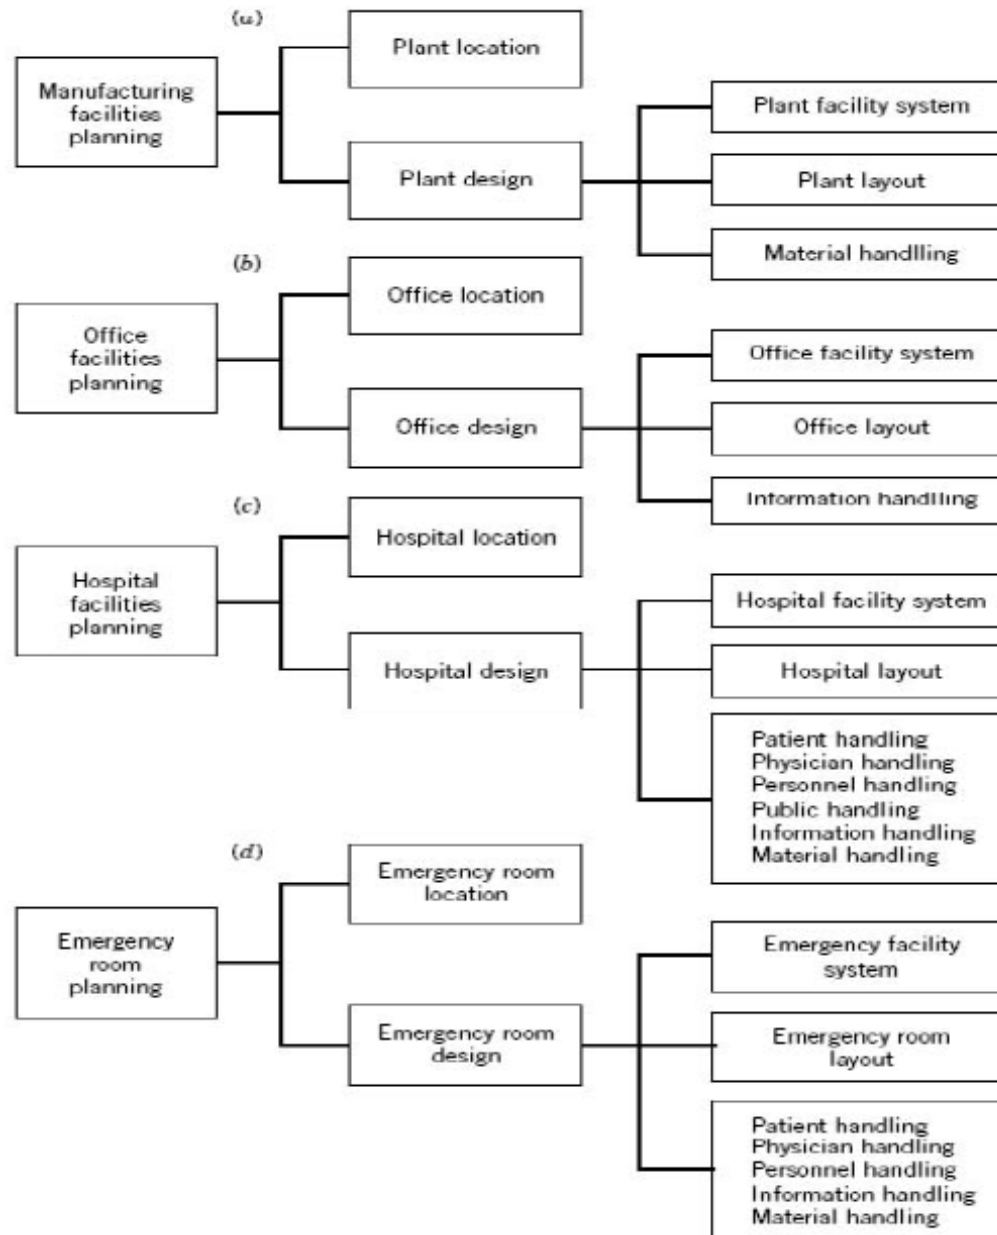 (a)
Manufacturing
facilities
planning
Plant location
Plant design
Plant facility system
Plant layout
Material handlling
(b)
Office
facilities
planning
Office location
Office design
Office facility system
Office layout
Information handlling
(c)
Hospital
facilities
planning
Hospital location
Hospital design
Hospital facility system
Hospital layout
Patient handling
Physician handling
Personnel handling
Public handling
Information handling
Material handling
(d)
Emergency
room
planning
Emergency room
location
Emergency room
design
Emergency facility
system
Emergency room
layout
Patient handling
Physician handling
Personnel handling
Information handling
Material handling